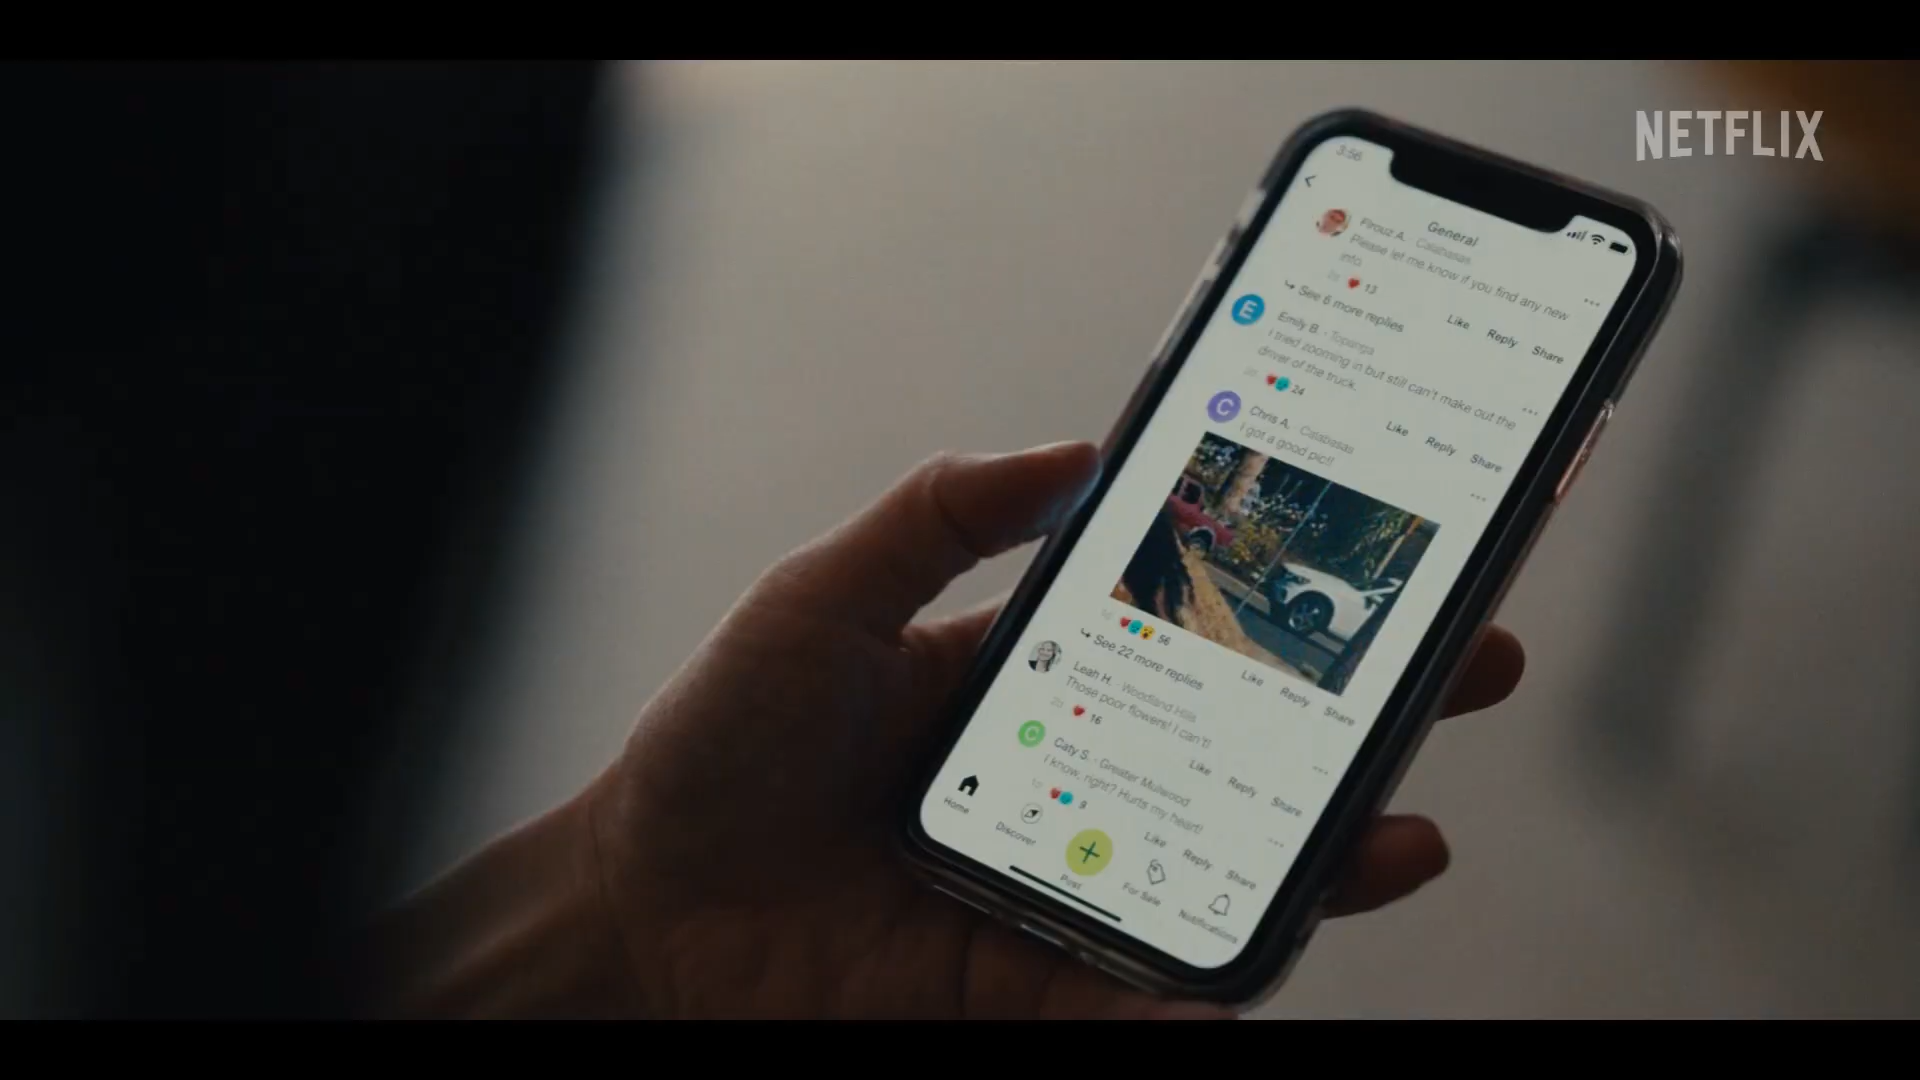 NETFLIX
3:56
General
Firouz A. · Calabasas
Please let me know if you find any new
info.
13
Like Reply Share
See 6 more replies
Emily B. · Topanga
I tried zooming in but still can't make out the
driver of the truck.
24
Like Reply Share
Chris A. · Calabasas
I got a good pic!!
56
Like Reply Share
See 22 more replies
Leah H. · Woodland Hills
Those poor flowers! I can't!
16
Like Reply Share
Caty S. · Greater Mulwood
I know, right? Hurts my heart!
9
Like Reply Share
Home Discover Post For Sale Notifications
E
C
C